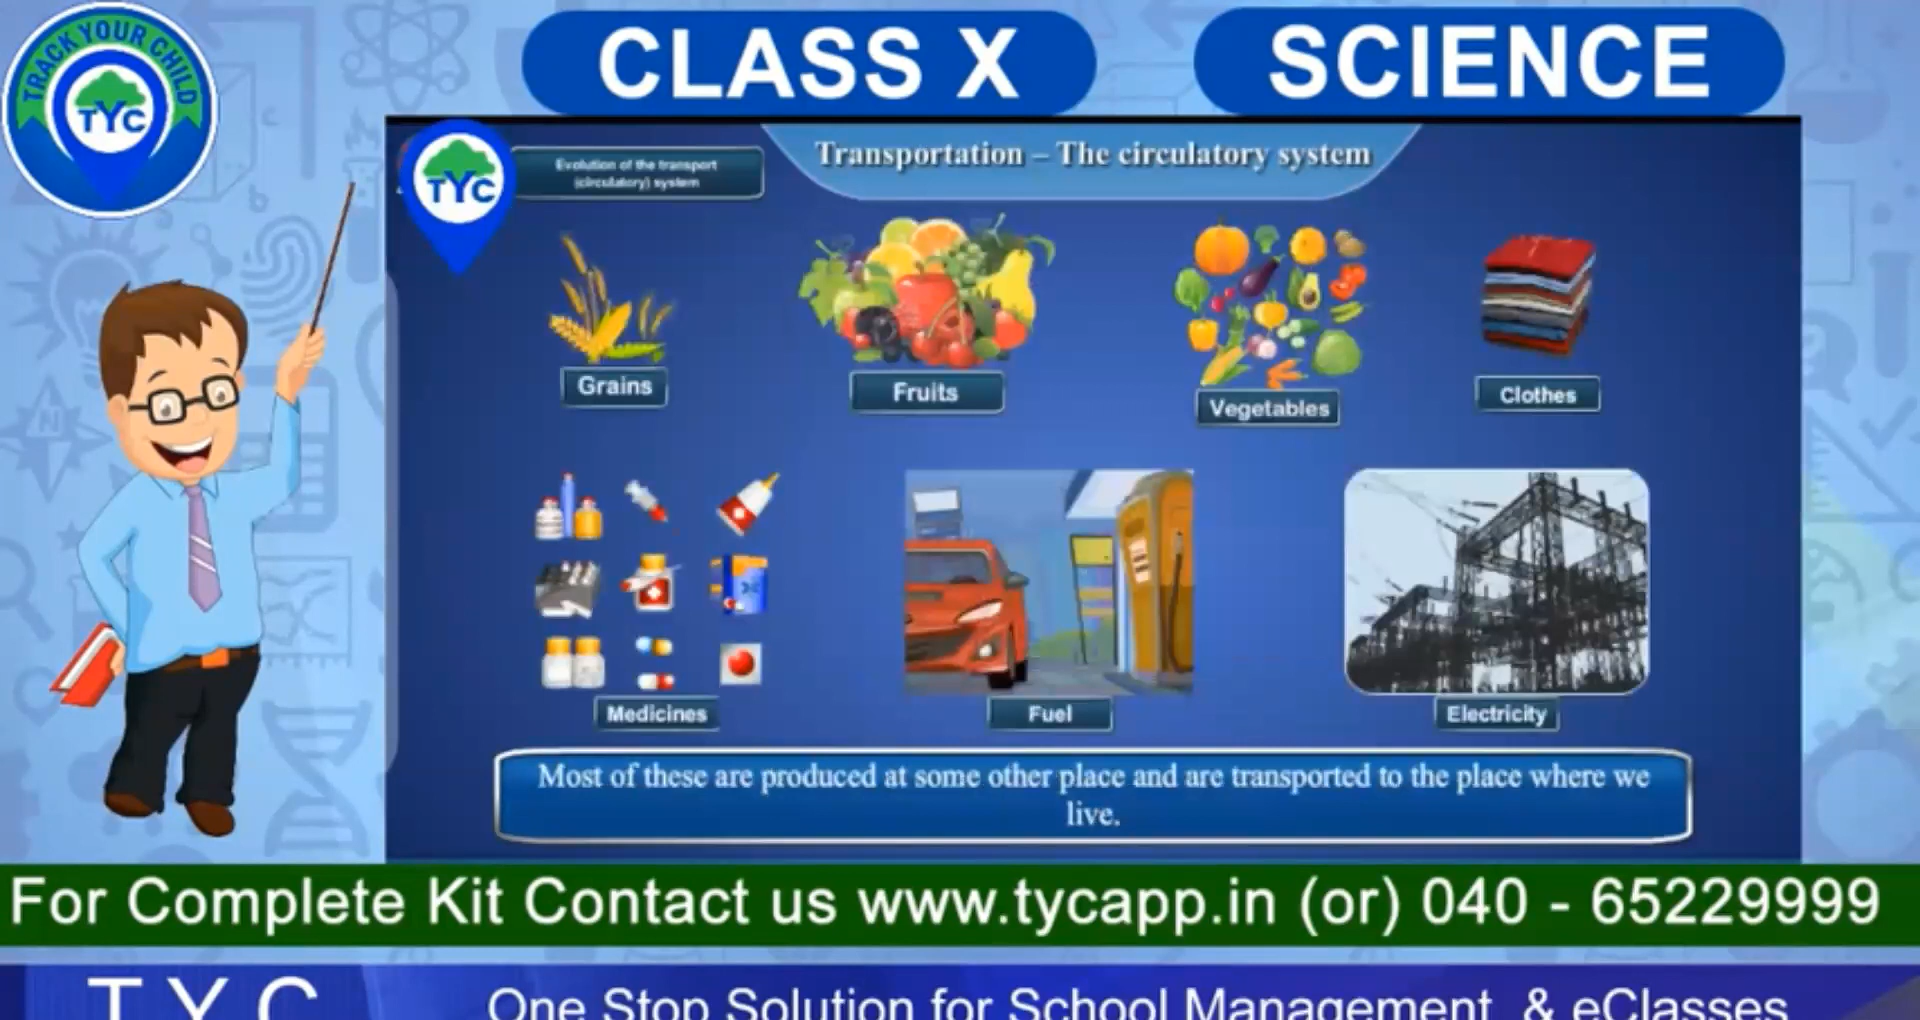 TRACK YOUR CHILD
TYC
CLASS X
SCIENCE
TYC
Evolution of the transport
(circulatory) system
Transportation – The circulatory system
Grains
Fruits
Vegetables
Clothes
Medicines
Fuel
Electricity
Most of these are produced at some other place and are transported to the place where we
live.
For Complete Kit Contact us www.tycapp.in (or) 040 - 65229999
TYC
One Stop Solution for School Management & eClasses